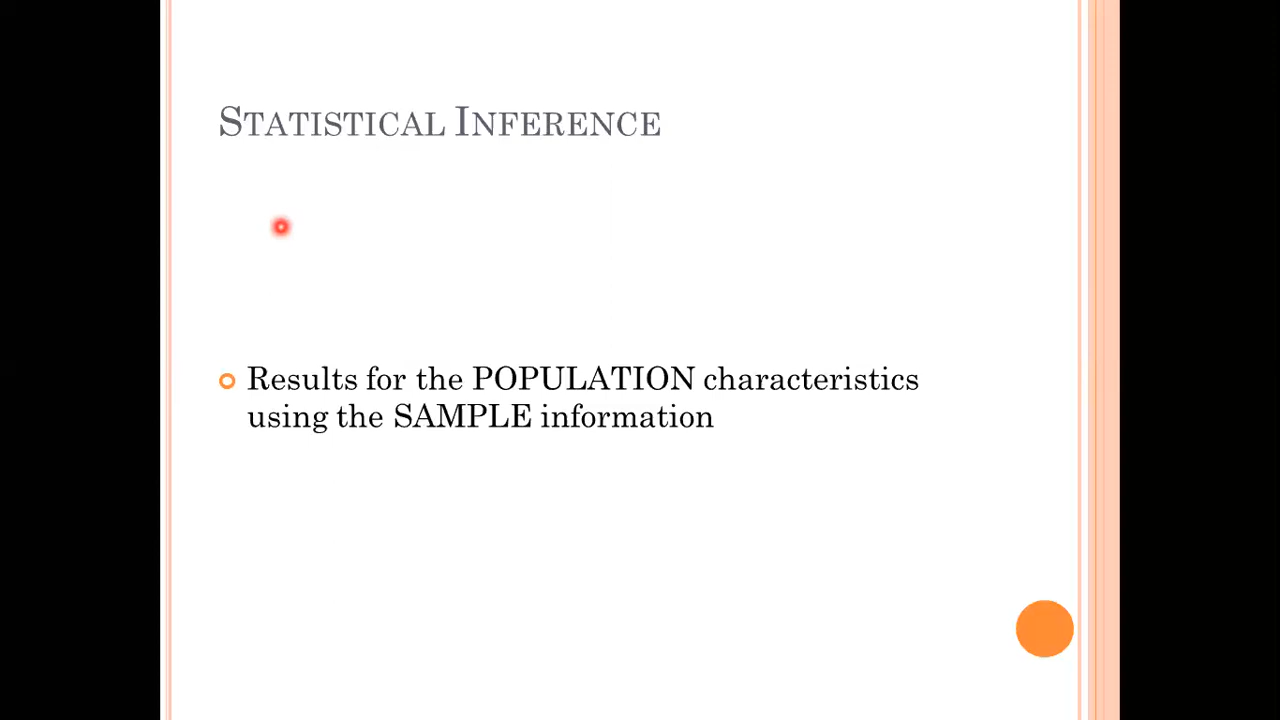 STATISTICAL INFERENCE
Results for the POPULATION characteristics
using the SAMPLE information